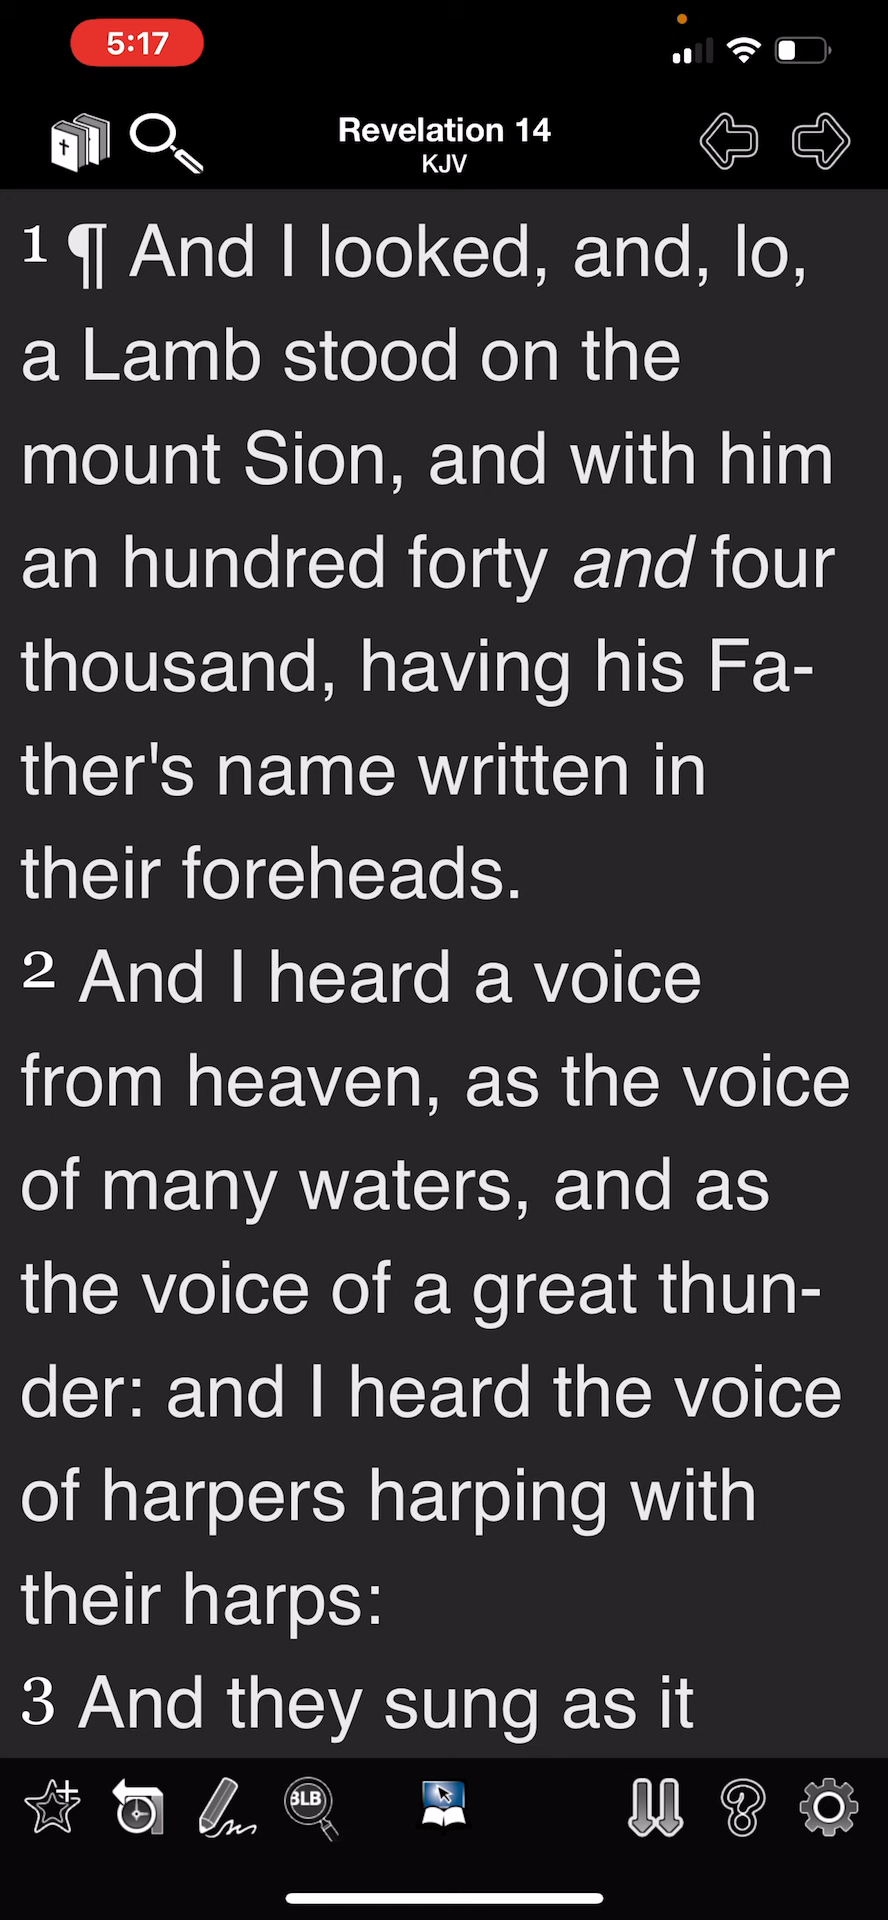 5:17
Revelation 14
KJV
1 ¶ And I looked, and, lo,
a Lamb stood on the
mount Sion, and with him
an hundred forty and four
thousand, having his Fa-
ther's name written in
their foreheads.
2 And I heard a voice
from heaven, as the voice
of many waters, and as
the voice of a great thun-
der: and I heard the voice
of harpers harping with
their harps:
3 And they sung as it
BLB